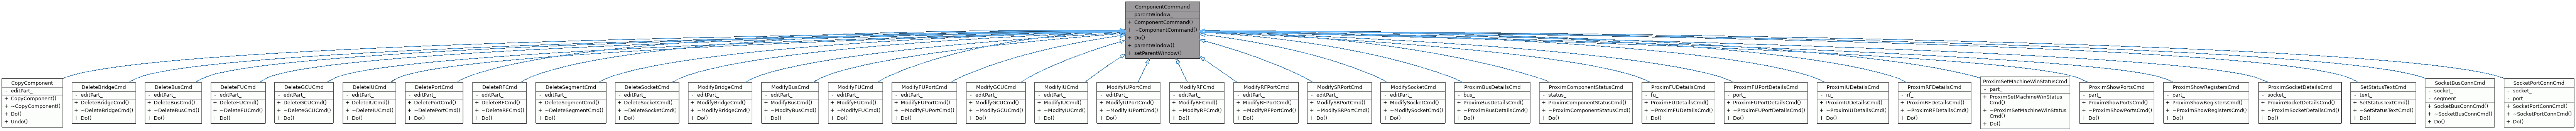 ComponentCommand
- parentWindow_
+ ComponentCommand()
+ ~ComponentCommand()
+ Do()
+ parentWindow()
+ setParentWindow()
CopyComponent
- editPart_
+ CopyComponent()
+ ~CopyComponent()
+ Do()
+ Undo()
DeleteBridgeCmd
- editPart_
+ DeleteBridgeCmd()
+ ~DeleteBridgeCmd()
+ Do()
DeleteBusCmd
- editPart_
+ DeleteBusCmd()
+ ~DeleteBusCmd()
+ Do()
DeleteFUCmd
- editPart_
+ DeleteFUCmd()
+ ~DeleteFUCmd()
+ Do()
DeleteGCUCmd
- editPart_
+ DeleteGCUCmd()
+ ~DeleteGCUCmd()
+ Do()
DeleteIUCmd
- editPart_
+ DeleteIUCmd()
+ ~DeleteIUCmd()
+ Do()
DeletePortCmd
- editPart_
+ DeletePortCmd()
+ ~DeletePortCmd()
+ Do()
DeleteRFCmd
- editPart_
+ DeleteRFCmd()
+ ~DeleteRFCmd()
+ Do()
DeleteSegmentCmd
- editPart_
+ DeleteSegmentCmd()
+ ~DeleteSegmentCmd()
+ Do()
DeleteSocketCmd
- editPart_
+ DeleteSocketCmd()
+ ~DeleteSocketCmd()
+ Do()
ModifyBridgeCmd
- editPart_
+ ModifyBridgeCmd()
+ ~ModifyBridgeCmd()
+ Do()
ModifyBusCmd
- editPart_
+ ModifyBusCmd()
+ ~ModifyBusCmd()
+ Do()
ModifyFUCmd
- editPart_
+ ModifyFUCmd()
+ ~ModifyFUCmd()
+ Do()
ModifyFUPortCmd
- editPart_
+ ModifyFUPortCmd()
+ ~ModifyFUPortCmd()
+ Do()
ModifyGCUCmd
- editPart_
+ ModifyGCUCmd()
+ ~ModifyGCUCmd()
+ Do()
ModifyIUCmd
- editPart_
+ ModifyIUCmd()
+ ~ModifyIUCmd()
+ Do()
ModifyIUPortCmd
- editPart_
+ ModifyIUPortCmd()
+ ~ModifyIUPortCmd()
+ Do()
ModifyRFCmd
- editPart_
+ ModifyRFCmd()
+ ~ModifyRFCmd()
+ Do()
ModifyRFPortCmd
- editPart_
+ ModifyRFPortCmd()
+ ~ModifyRFPortCmd()
+ Do()
ModifySRPortCmd
- editPart_
+ ModifySRPortCmd()
+ ~ModifySRPortCmd()
+ Do()
ModifySocketCmd
- editPart_
+ ModifySocketCmd()
+ ~ModifySocketCmd()
+ Do()
ProximBusDetailsCmd
- bus_
+ ProximBusDetailsCmd()
+ ~ProximBusDetailsCmd()
+ Do()
ProximComponentStatusCmd
- status_
+ ProximComponentStatusCmd()
+ ~ProximComponentStatusCmd()
+ Do()
ProximFUDetailsCmd
- fu_
+ ProximFUDetailsCmd()
+ ~ProximFUDetailsCmd()
+ Do()
ProximFUPortDetailsCmd
- port_
+ ProximFUPortDetailsCmd()
+ ~ProximFUPortDetailsCmd()
+ Do()
ProximIUDetailsCmd
- iu_
+ ProximIUDetailsCmd()
+ ~ProximIUDetailsCmd()
+ Do()
ProximRFDetailsCmd
- rf_
+ ProximRFDetailsCmd()
+ ~ProximRFDetailsCmd()
+ Do()
ProximSetMachineWinStatusCmd
- part_
+ ProximSetMachineWinStatus
Cmd()
+ ~ProximSetMachineWinStatus
Cmd()
+ Do()
ProximShowPortsCmd
- part_
+ ProximShowPortsCmd()
+ ~ProximShowPortsCmd()
+ Do()
ProximShowRegistersCmd
- part_
+ ProximShowRegistersCmd()
+ ~ProximShowRegistersCmd()
+ Do()
ProximSocketDetailsCmd
- socket_
+ ProximSocketDetailsCmd()
+ ~ProximSocketDetailsCmd()
+ Do()
SetStatusTextCmd
- text_
+ SetStatusTextCmd()
+ ~SetStatusTextCmd()
+ Do()
SocketBusConnCmd
- socket_
- segment_
+ SocketBusConnCmd()
+ ~SocketBusConnCmd()
+ Do()
SocketPortConnCmd
- socket_
- port_
+ SocketPortConnCmd()
+ ~SocketPortConnCmd()
+ Do()